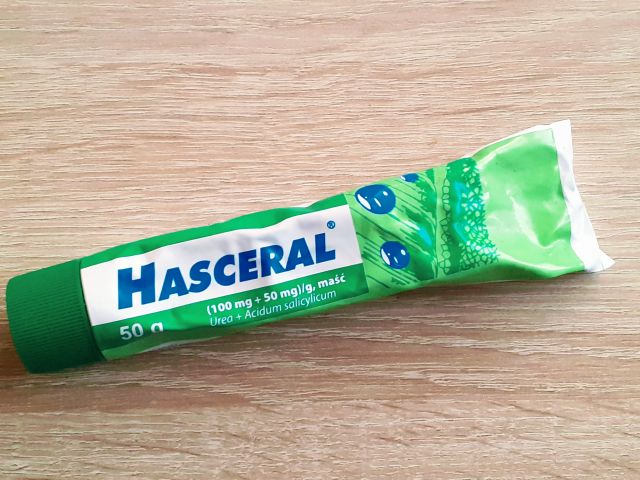 HASCERAL®
(100 mg + 50 mg)/g, maść
Urea + Acidum salicylicum
50 g